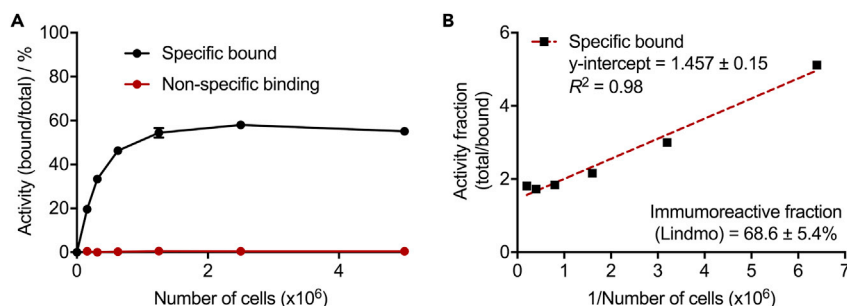 A
Activity (bound/total) / %
100
80
60
40
20
0
Specific bound
Non-specific binding
0
2
4
Number of cells (x10⁶)
B
Activity fraction
(total/bound)
6
4
2
0
Specific bound
y-intercept = 1.457 ± 0.15
R² = 0.98
Immumoreactive fraction
(Lindmo) = 68.6 ± 5.4%
0 1 2 3 4 5 6 7
1/Number of cells (x10⁶)